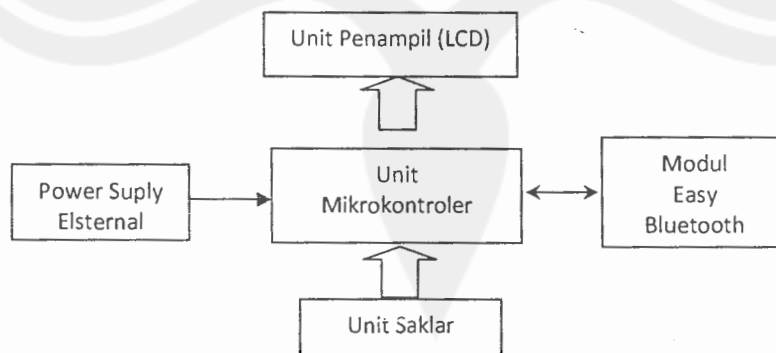 Unit Penampil (LCD)
Power Suply
Elsternal
Unit
Mikrokontroler
Modul
Easy
Bluetooth
Unit Saklar